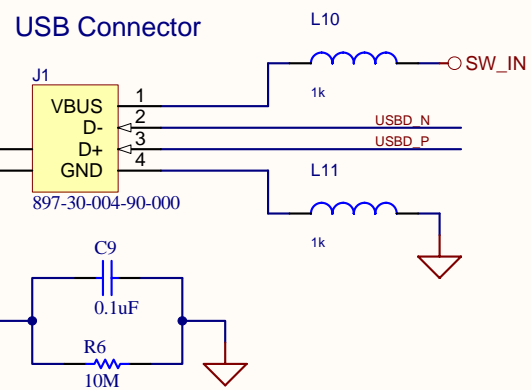 USB Connector
L10
SW_IN
1k
J1
VBUS 1
D- 2
USBD_N
D+ 3
USBD_P
GND 4
L11
897-30-004-90-000
1k
C9
0.1uF
R6
10M